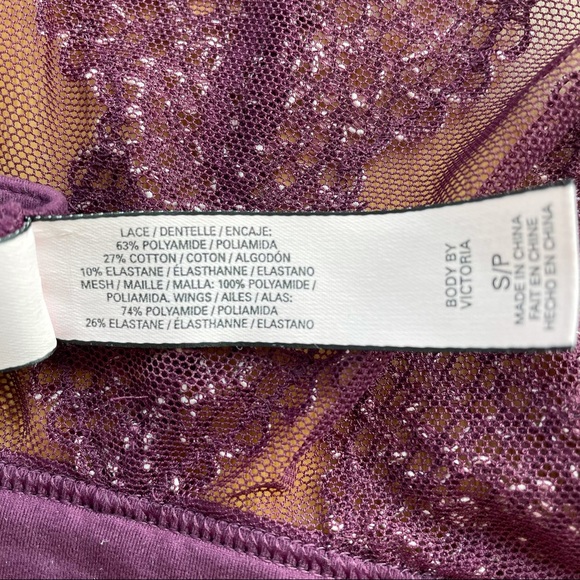 LACE / DENTELLE / ENCAJE:
63% POLYAMIDE / POLIAMIDA
27% COTTON / COTON / ALGODÓN
10% ELASTANE / ÉLASTHANNE / ELASTANO
MESH / MAILLE / MALLA: 100% POLYAMIDE /
POLIAMIDA. WINGS / AILES / ALAS:
74% POLYAMIDE / POLIAMIDA
26% ELASTANE / ÉLASTHANNE / ELASTANO
BODY BY
VICTORIA
S/P
MADE IN CHINA
FAIT EN CHINE
HECHO EN CHINA